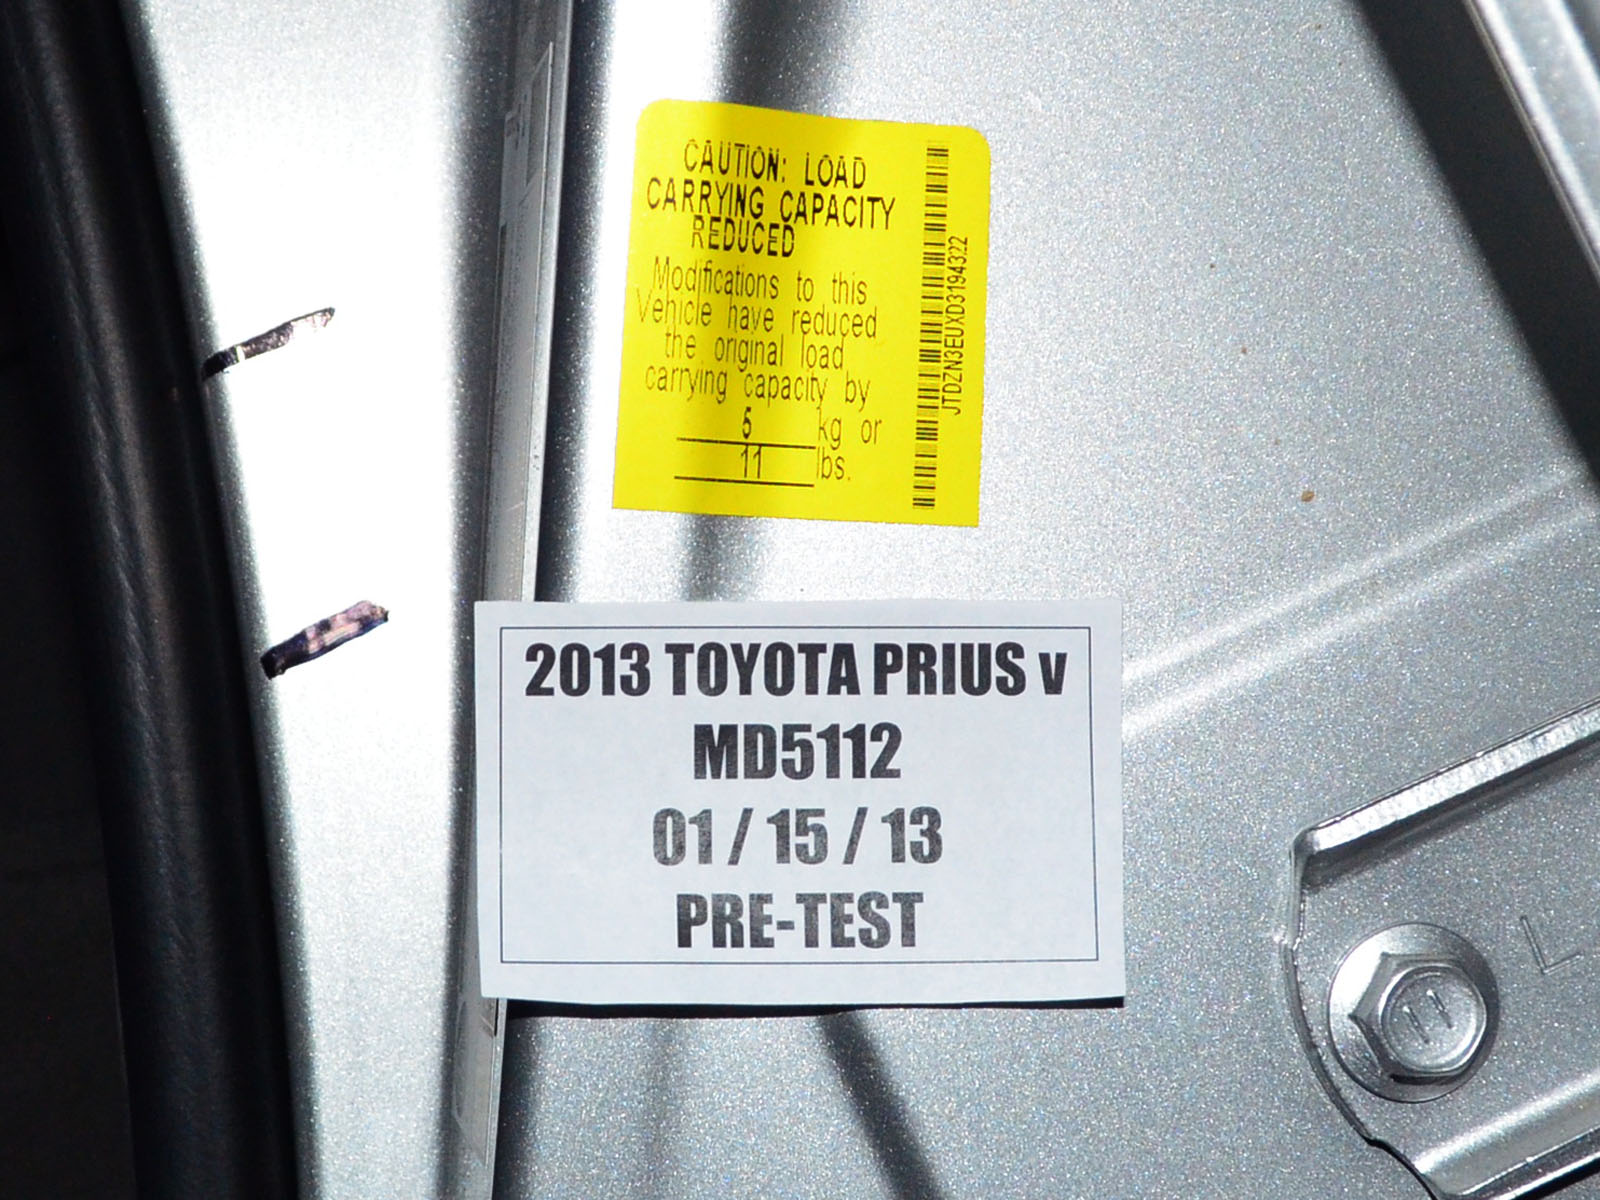 CAUTION: LOAD
CARRYING CAPACITY
REDUCED
Modifications to this
Vehicle have reduced
the original load
carrying capacity by
5 kg or
11 lbs.
JTDZN3EUXD3194322
2013 TOYOTA PRIUS v
MD5112
01 / 15 / 13
PRE-TEST
L